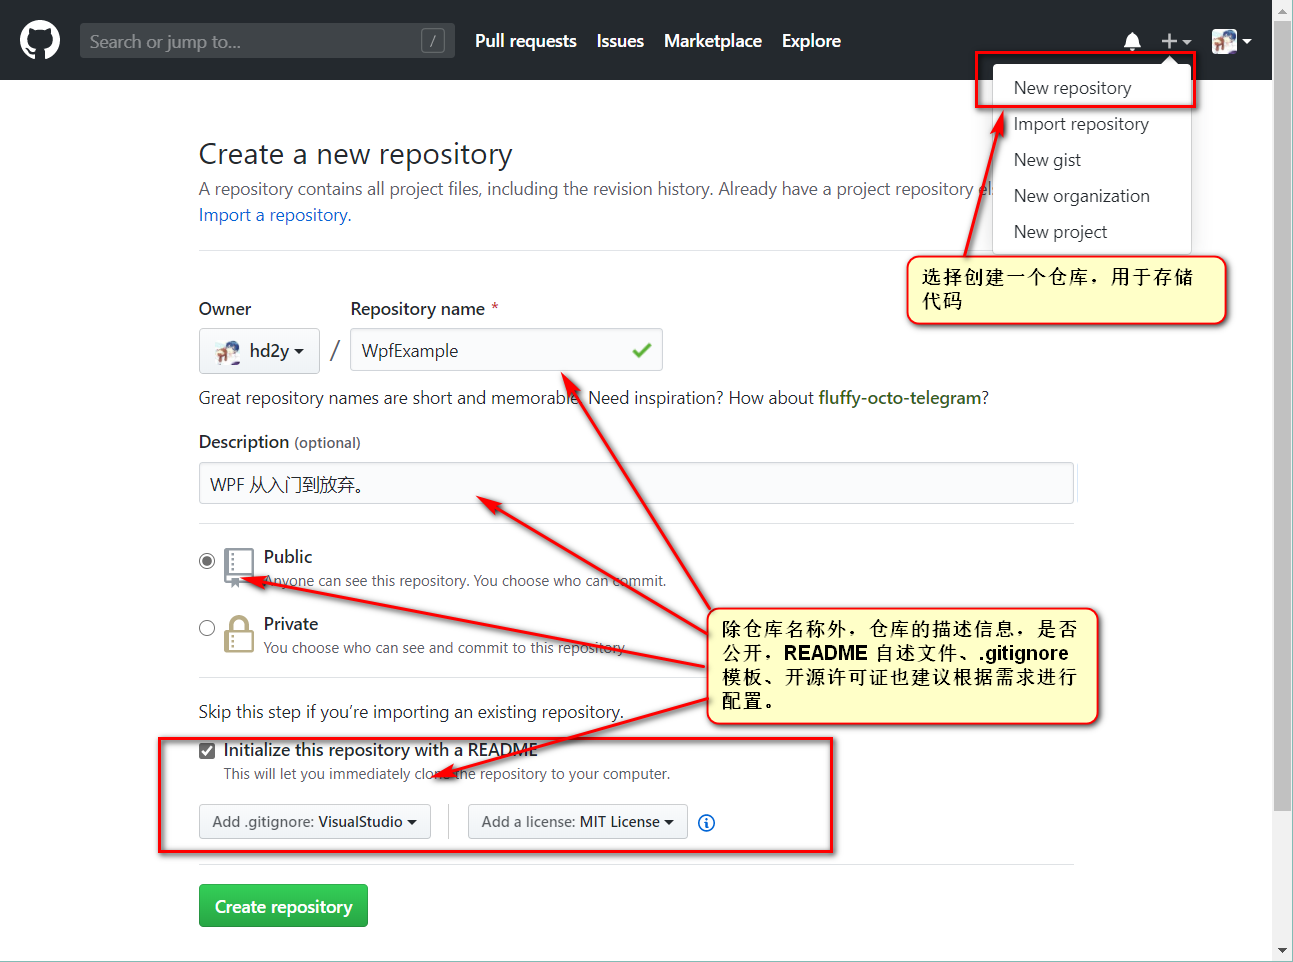 Search or jump to... /
Pull requests Issues Marketplace Explore
New repository
Import repository
New gist
New organization
New project
Create a new repository
A repository contains all project files, including the revision history. Already have a project repository
Import a repository.
选择创建一个仓库，用于存储
代码
Owner Repository name *
hd2y / WpfExample
Great repository names are short and memorable. Need inspiration? How about fluffy-octo-telegram?
Description (optional)
WPF 从入门到放弃。
Public
Anyone can see this repository. You choose who can commit.
Private
You choose who can see and commit to this repository.
除仓库名称外，仓库的描述信息，是否
公开，README 自述文件、.gitignore
模板、开源许可证也建议根据需求进行
配置。
Skip this step if you’re importing an existing repository.
Initialize this repository with a README
This will let you immediately clone the repository to your computer.
Add .gitignore: VisualStudio Add a license: MIT License
Create repository